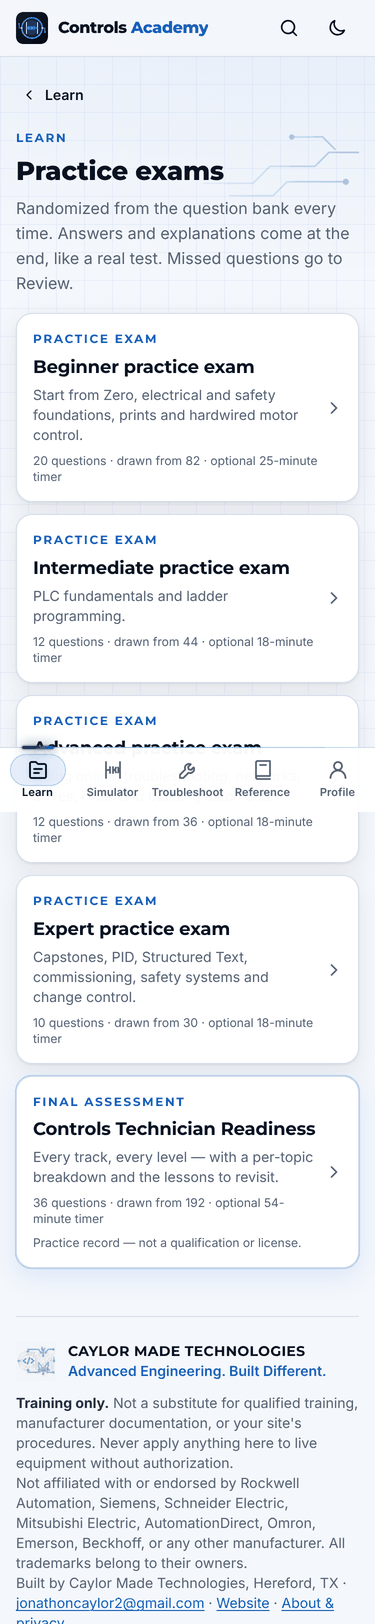 Controls Academy
Learn
LEARN
Practice exams
Randomized from the question bank every
time. Answers and explanations come at the
end, like a real test. Missed questions go to
Review.
PRACTICE EXAM
Beginner practice exam
Start from Zero, electrical and safety
foundations, prints and hardwired motor
control.
20 questions · drawn from 82 · optional 25-minute
timer
PRACTICE EXAM
Intermediate practice exam
PLC fundamentals and ladder
programming.
12 questions · drawn from 44 · optional 18-minute
timer
PRACTICE EXAM
Advanced practice exam
Learn
Simulator
Troubleshoot
Reference
Profile
12 questions · drawn from 36 · optional 18-minute
timer
PRACTICE EXAM
Expert practice exam
Capstones, PID, Structured Text,
commissioning, safety systems and
change control.
10 questions · drawn from 30 · optional 18-minute
timer
FINAL ASSESSMENT
Controls Technician Readiness
Every track, every level — with a per-topic
breakdown and the lessons to revisit.
36 questions · drawn from 192 · optional 54-
minute timer
Practice record — not a qualification or license.
CAYLOR MADE TECHNOLOGIES
Advanced Engineering. Built Different.
Training only. Not a substitute for qualified training,
manufacturer documentation, or your site's
procedures. Never apply anything here to live
equipment without authorization.
Not affiliated with or endorsed by Rockwell
Automation, Siemens, Schneider Electric,
Mitsubishi Electric, AutomationDirect, Omron,
Emerson, Beckhoff, or any other manufacturer. All
trademarks belong to their owners.
Built by Caylor Made Technologies, Hereford, TX ·
jonathoncaylor2@gmail.com · Website · About &
privacy